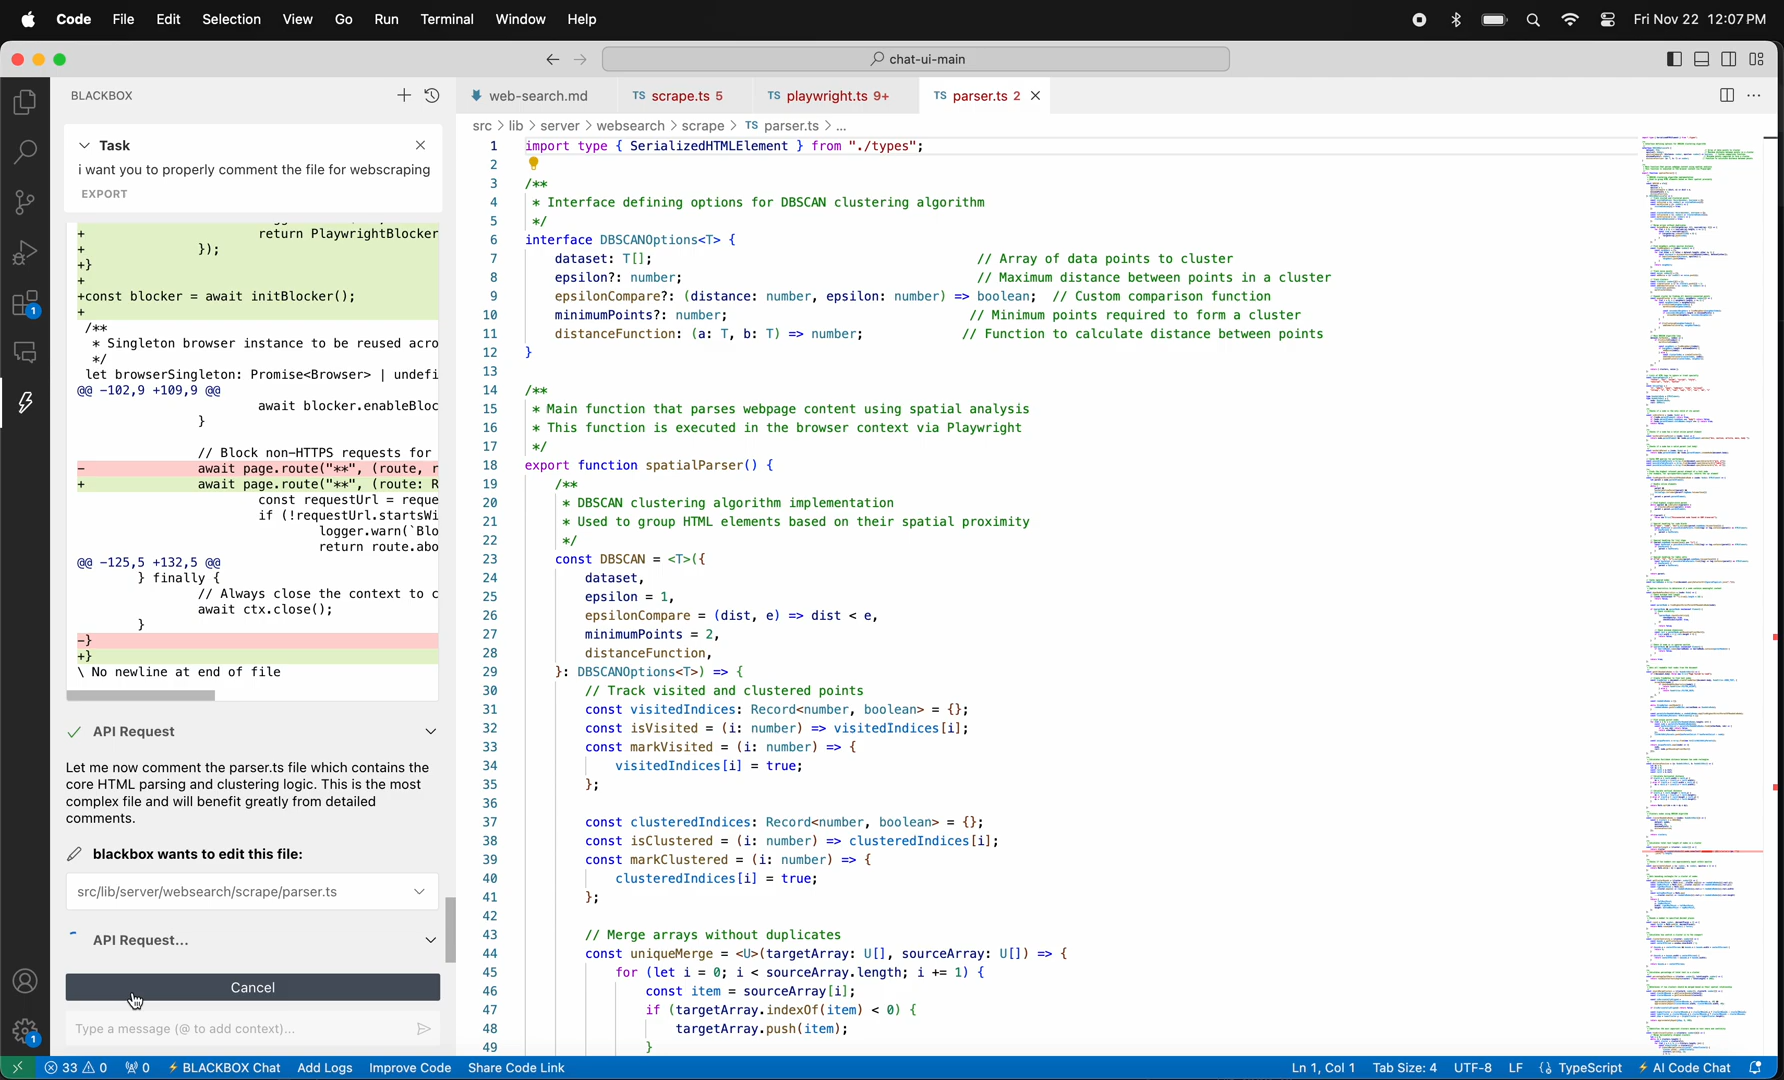 Code File Edit Selection View Go Run Terminal Window Help
Fri Nov 22 12:07 PM
chat-ui-main
BLACKBOX
Task
i want you to properly comment the file for webscraping
EXPORT
+ return PlaywrightBlocker
+ });
+}
+
+const blocker = await initBlocker();
+
/**
* Singleton browser instance to be reused acro
*/
let browserSingleton: Promise<Browser> | undefi
@@ -102,9 +109,9 @@
await blocker.enableBloc
}
// Block non-HTTPS requests for
- await page.route("**", (route, r
+ await page.route("**", (route: R
const requestUrl = reque
if (!requestUrl.startsWi
logger.warn(`Blo
return route.abo
@@ -125,5 +132,5 @@
} finally {
// Always close the context to c
await ctx.close();
}
-}
+}
\ No newline at end of file
API Request
Let me now comment the parser.ts file which contains the
core HTML parsing and clustering logic. This is the most
complex file and will benefit greatly from detailed
comments.
blackbox wants to edit this file:
src/lib/server/websearch/scrape/parser.ts
API Request...
Cancel
Type a message (@ to add context)...
1
1
web-search.md TS scrape.ts 5 TS playwright.ts 9+ TS parser.ts 2
src > lib > server > websearch > scrape > TS parser.ts > ...
1 import type { SerializedHTMLElement } from "./types";
2
3 /**
4 * Interface defining options for DBSCAN clustering algorithm
5 */
6 interface DBSCANOptions<T> {
7 dataset: T[]; // Array of data points to cluster
8 epsilon?: number; // Maximum distance between points in a cluster
9 epsilonCompare?: (distance: number, epsilon: number) => boolean; // Custom comparison function
10 minimumPoints?: number; // Minimum points required to form a cluster
11 distanceFunction: (a: T, b: T) => number; // Function to calculate distance between points
12 }
13
14 /**
15 * Main function that parses webpage content using spatial analysis
16 * This function is executed in the browser context via Playwright
17 */
18 export function spatialParser() {
19 /**
20 * DBSCAN clustering algorithm implementation
21 * Used to group HTML elements based on their spatial proximity
22 */
23 const DBSCAN = <T>({
24 dataset,
25 epsilon = 1,
26 epsilonCompare = (dist, e) => dist < e,
27 minimumPoints = 2,
28 distanceFunction,
29 }: DBSCANOptions<T>) => {
30 // Track visited and clustered points
31 const visitedIndices: Record<number, boolean> = {};
32 const isVisited = (i: number) => visitedIndices[i];
33 const markVisited = (i: number) => {
34 visitedIndices[i] = true;
35 };
36
37 const clusteredIndices: Record<number, boolean> = {};
38 const isClustered = (i: number) => clusteredIndices[i];
39 const markClustered = (i: number) => {
40 clusteredIndices[i] = true;
41 };
42
43 // Merge arrays without duplicates
44 const uniqueMerge = <U>(targetArray: U[], sourceArray: U[]) => {
45 for (let i = 0; i < sourceArray.length; i += 1) {
46 const item = sourceArray[i];
47 if (targetArray.indexOf(item) < 0) {
48 targetArray.push(item);
49 }
33 0 0 BLACKBOX Chat Add Logs Improve Code Share Code Link Ln 1, Col 1 Tab Size: 4 UTF-8 LF {} TypeScript AI Code Chat